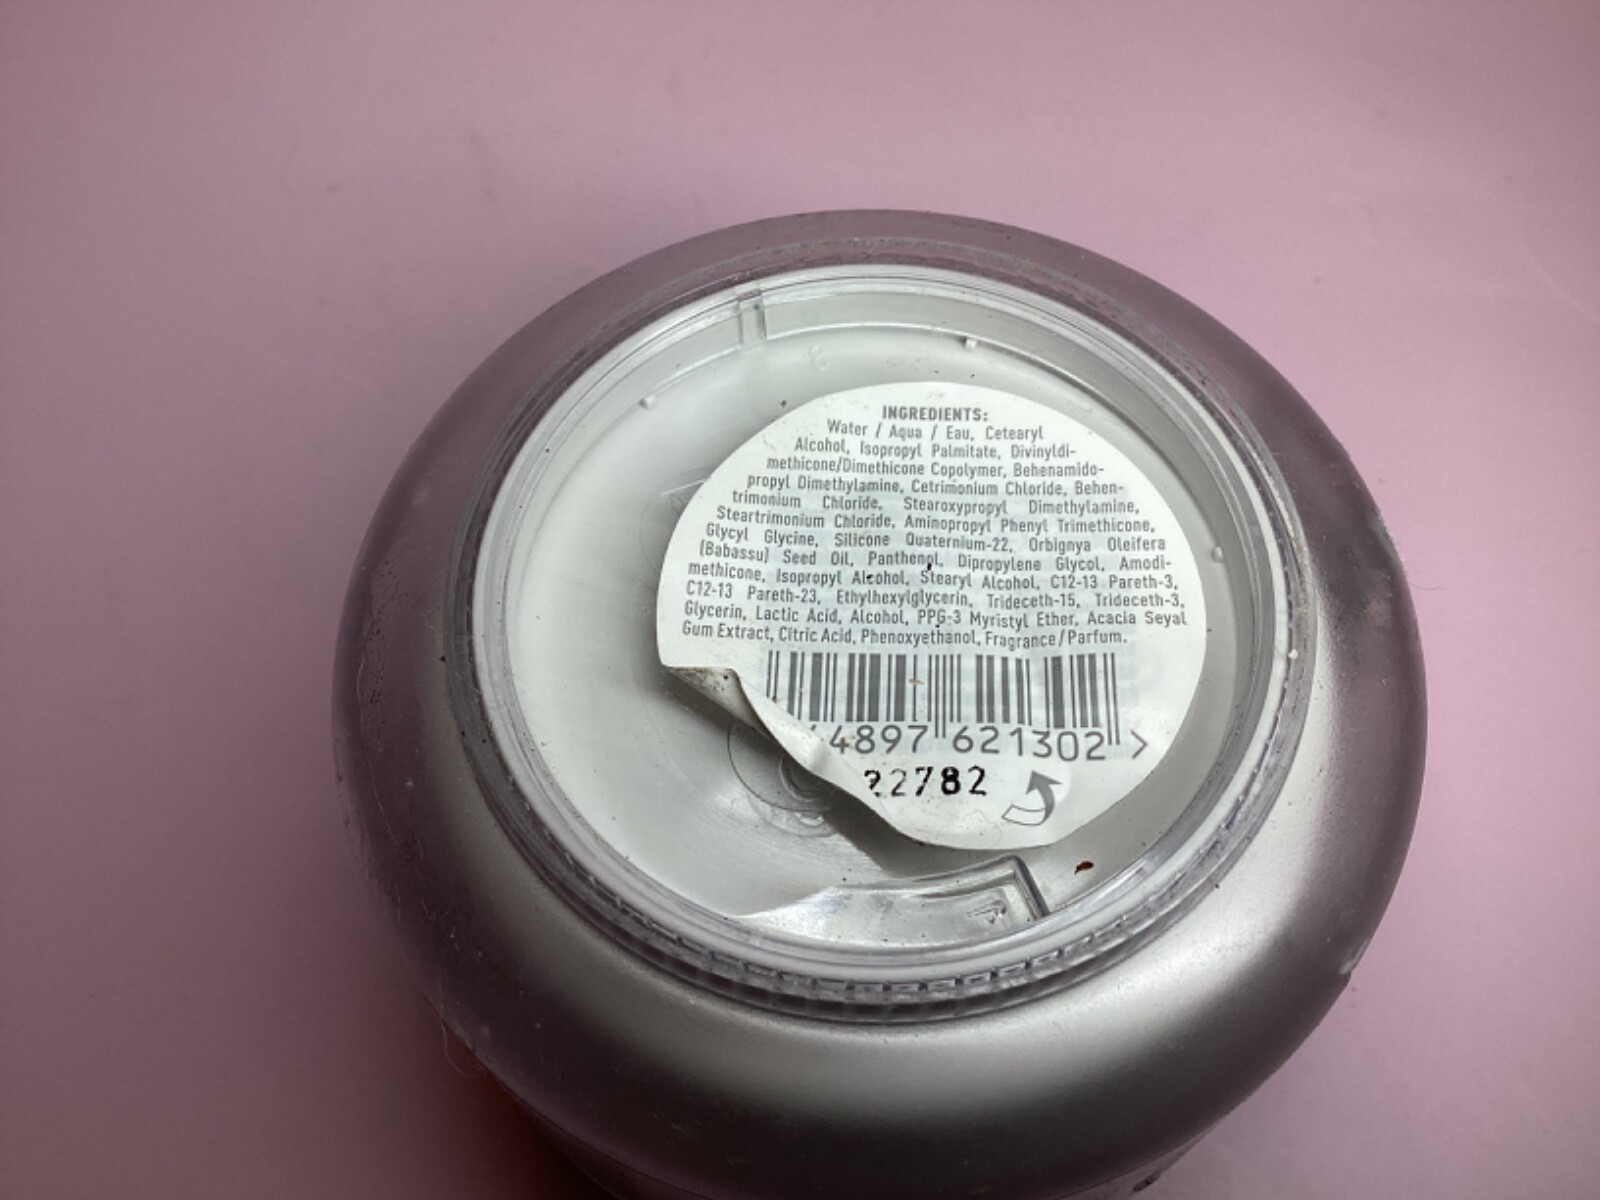 INGREDIENTS:
Water / Aqua / Eau, Cetearyl
Alcohol, Isopropyl Palmitate, Divinyldi-
methicone/Dimethicone Copolymer, Behenamido-
propyl Dimethylamine, Cetrimonium Chloride, Behen-
trimonium Chloride, Stearoxypropyl Dimethylamine,
Steartrimonium Chloride, Aminopropyl Phenyl Trimethicone,
Glycyl Glycine, Silicone Quaternium-22, Orbignya Oleifera
(Babassu) Seed Oil, Panthenol, Dipropylene Glycol, Amodi-
methicone, Isopropyl Alcohol, Stearyl Alcohol, C12-13 Pareth-3,
C12-13 Pareth-23, Ethylhexylglycerin, Trideceth-15, Trideceth-3,
Glycerin, Lactic Acid, Alcohol, PPG-3 Myristyl Ether, Acacia Seyal
Gum Extract, Citric Acid, Phenoxyethanol, Fragrance/Parfum.
4897 621302 >
22782